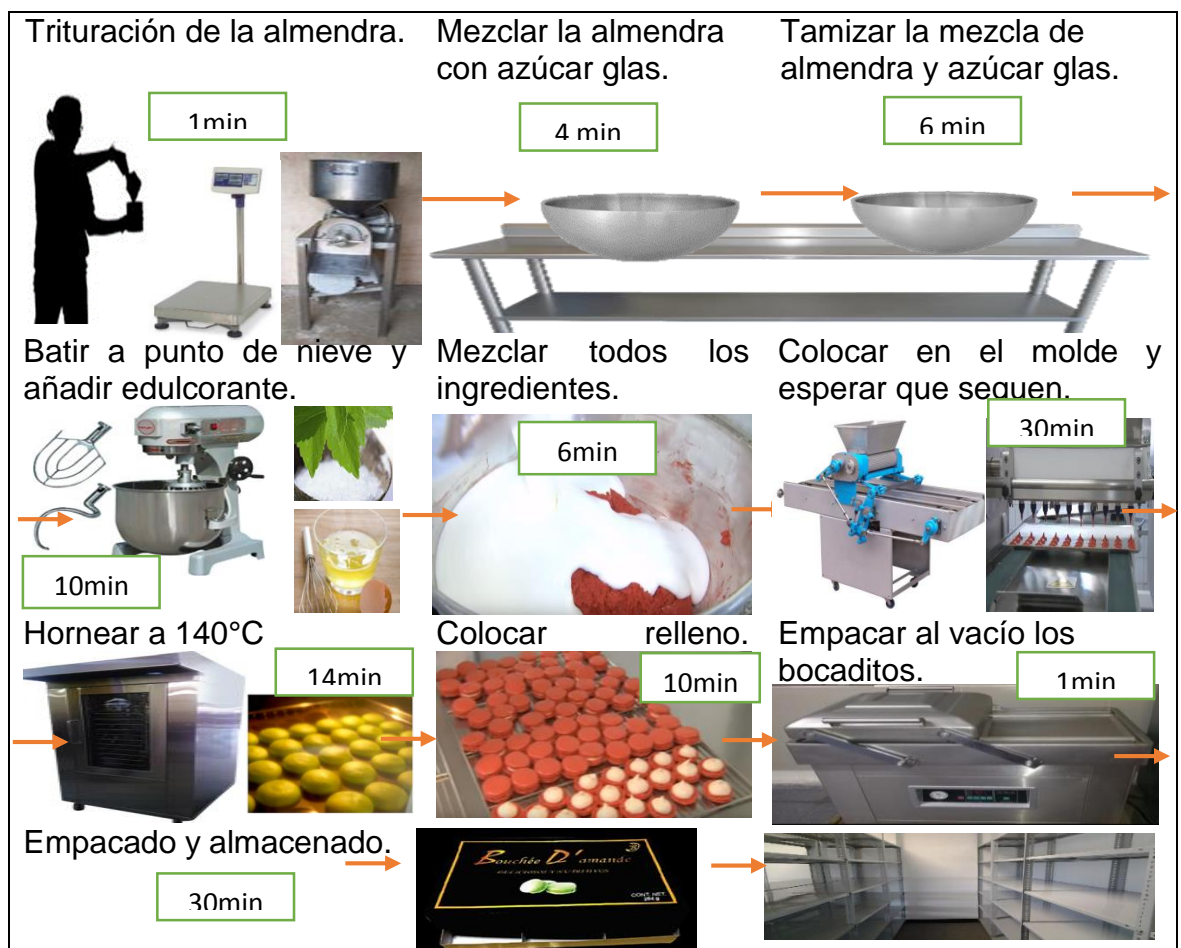 Trituración de la almendra.
1min
Mezclar la almendra
con azúcar glas.
4 min
Tamizar la mezcla de
almendra y azúcar glas.
6 min
Batir a punto de nieve y
añadir edulcorante.
10min
Mezclar todos los
ingredientes.
6min
Colocar en el molde y
esperar que sequen.
30min
Hornear a 140°C
14min
Colocar relleno.
10min
Empacar al vacío los
bocaditos.
1min
Empacado y almacenado.
30min
Bouchée D'amande
DELICIOSOS Y NUTRITIVOS
CONT. NET.